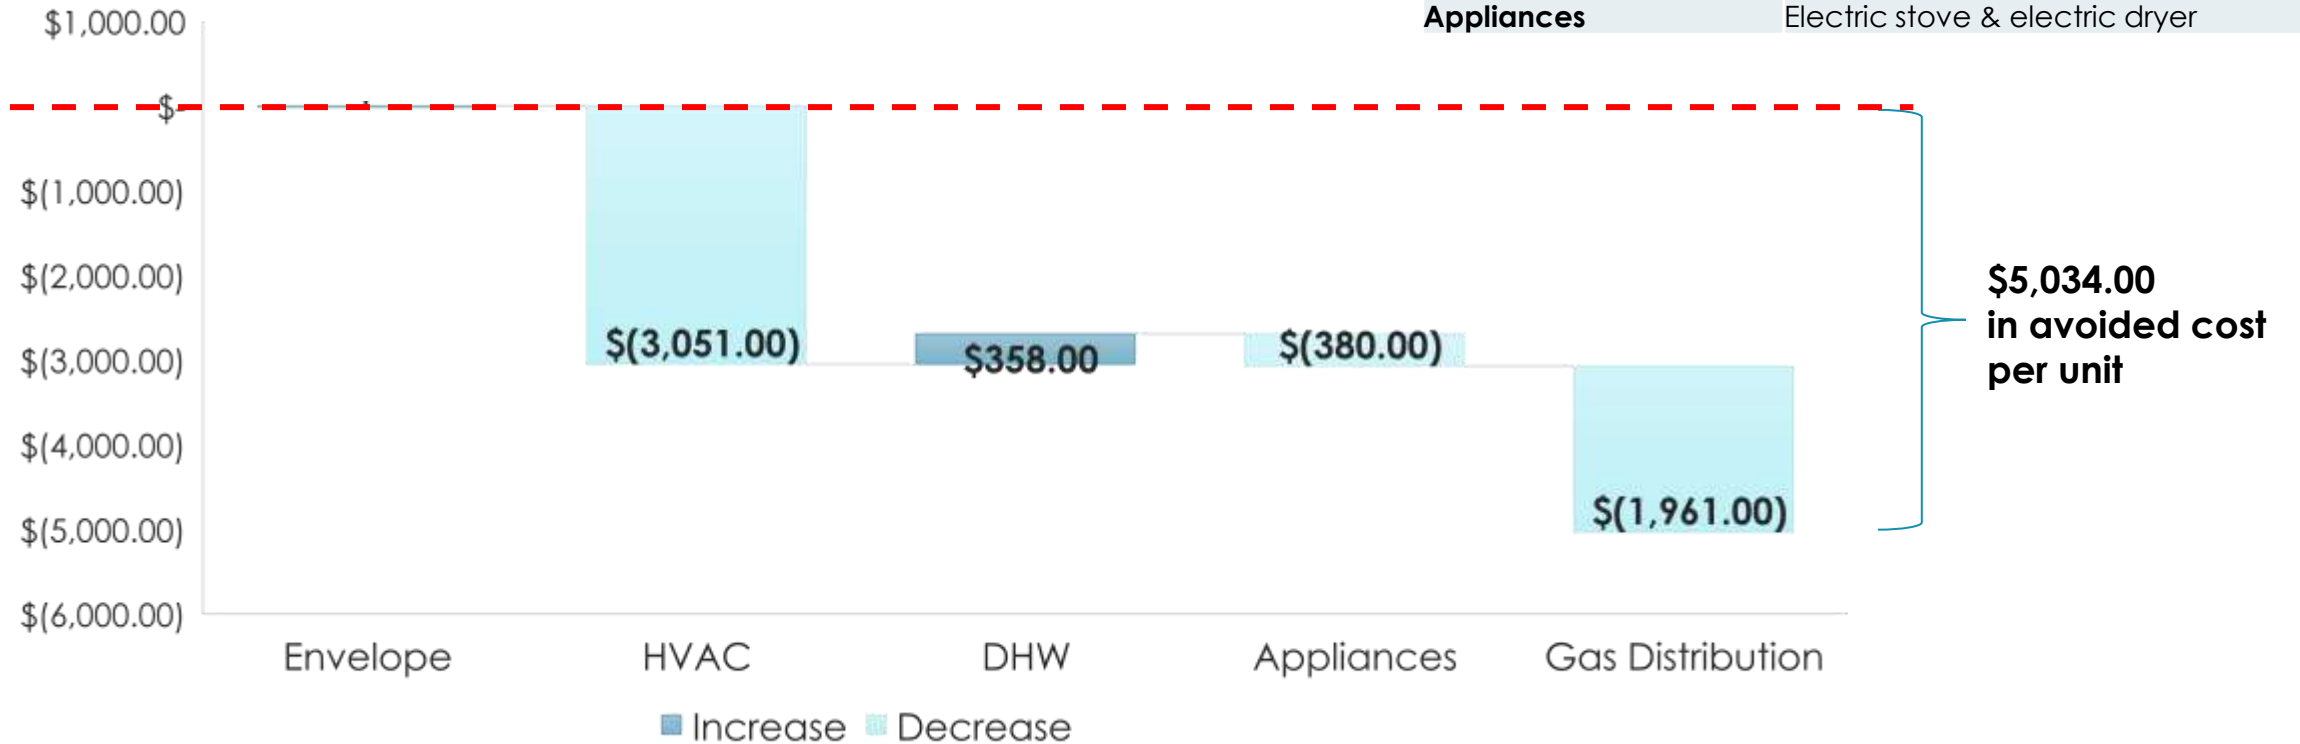 Appliances Electric stove & electric dryer
$1,000.00
$-
$(1,000.00)
$(2,000.00)
$(3,000.00)
$(4,000.00)
$(5,000.00)
$(6,000.00)
$(3,051.00)
$358.00
$(380.00)
$(1,961.00)
$5,034.00
in avoided cost
per unit
Envelope HVAC DHW Appliances Gas Distribution
Increase Decrease